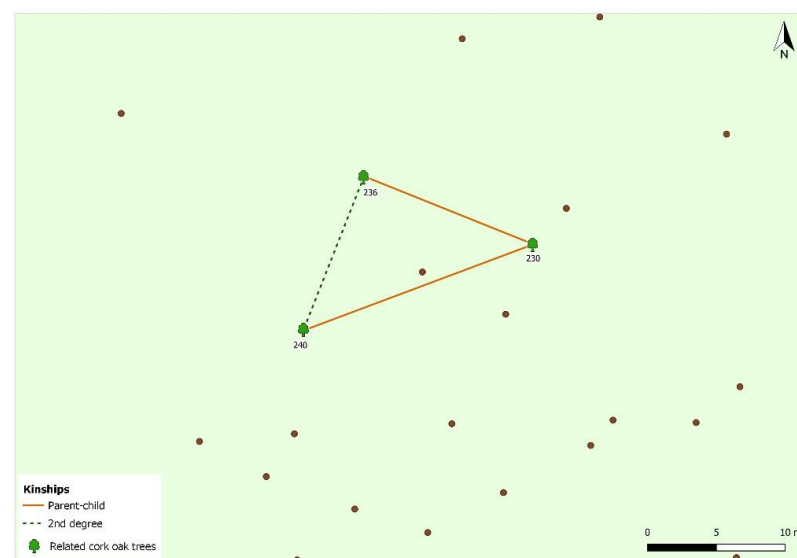 N
236
230
240
Kinships
Parent-child
2nd degree
Related cork oak trees
0 5 10 m